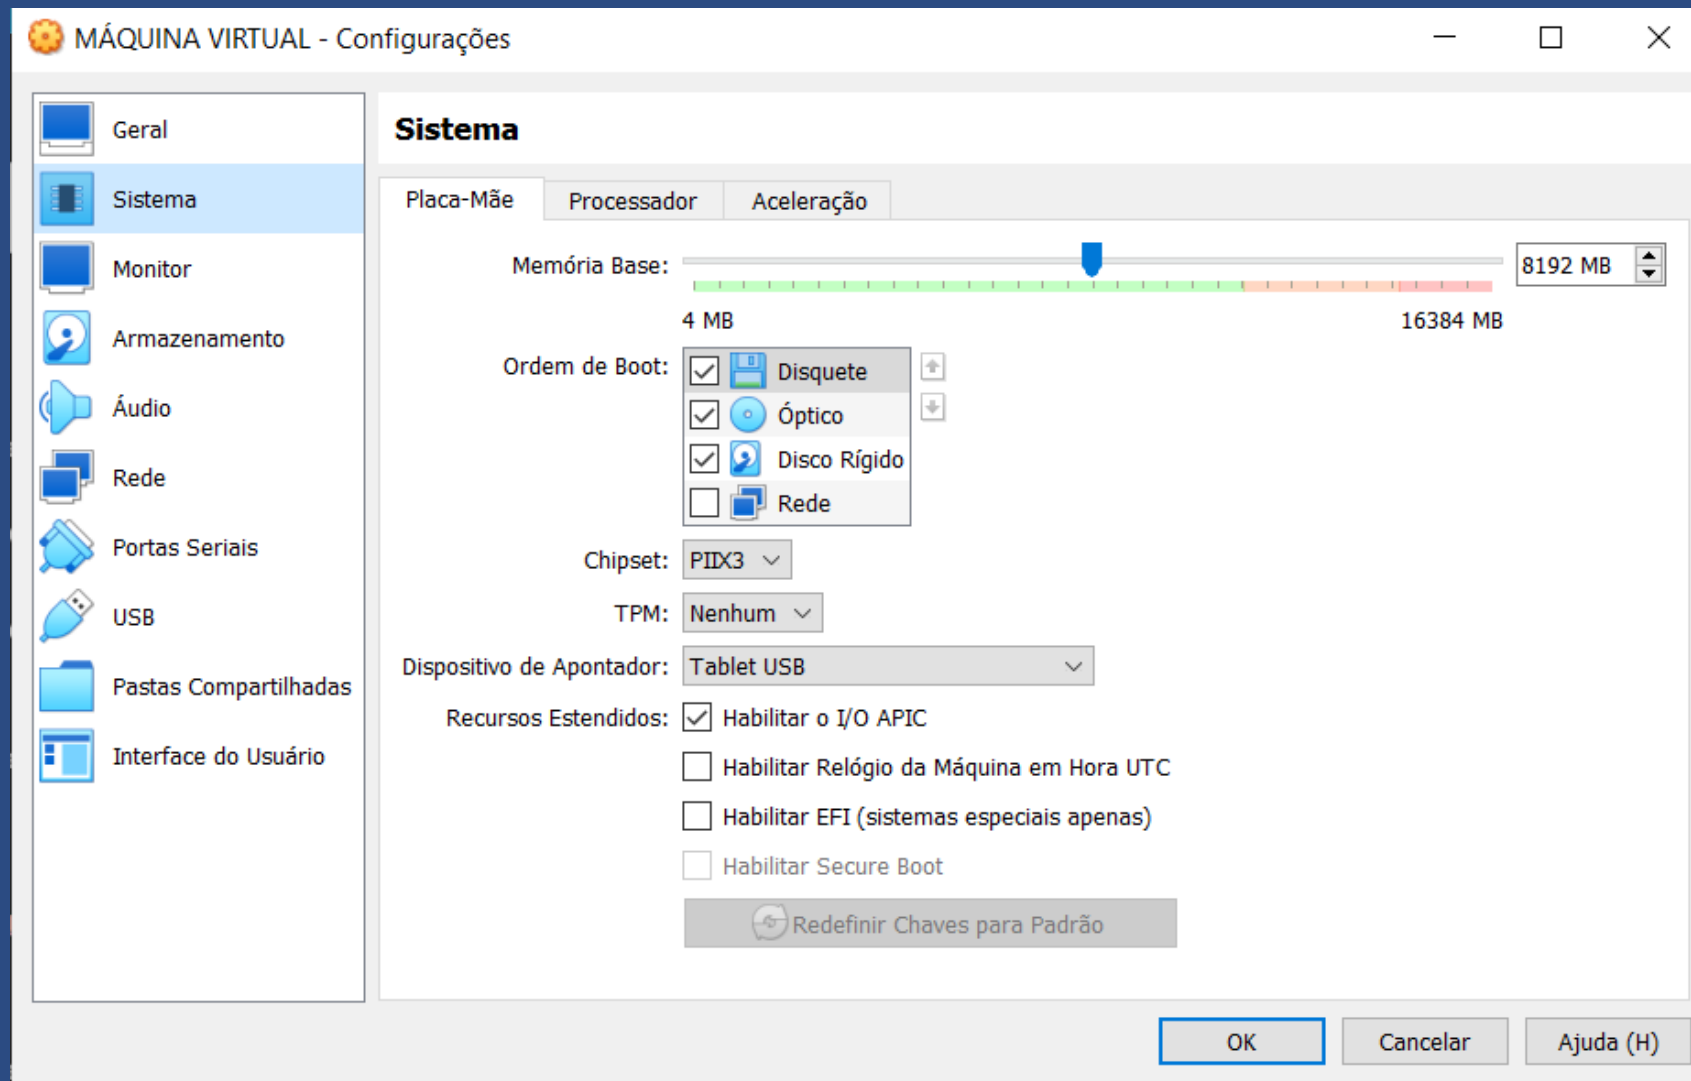 MÁQUINA VIRTUAL - Configurações
Geral
Sistema
Monitor
Armazenamento
Áudio
Rede
Portas Seriais
USB
Pastas Compartilhadas
Interface do Usuário
Sistema
Placa-Mãe
Processador
Aceleração
Memória Base:
8192 MB
4 MB
16384 MB
Ordem de Boot:
Disquete
Óptico
Disco Rígido
Rede
Chipset:
PIIX3
TPM:
Nenhum
Dispositivo de Apontador:
Tablet USB
Recursos Estendidos:
Habilitar o I/O APIC
Habilitar Relógio da Máquina em Hora UTC
Habilitar EFI (sistemas especiais apenas)
Habilitar Secure Boot
Redefinir Chaves para Padrão
OK
Cancelar
Ajuda (H)